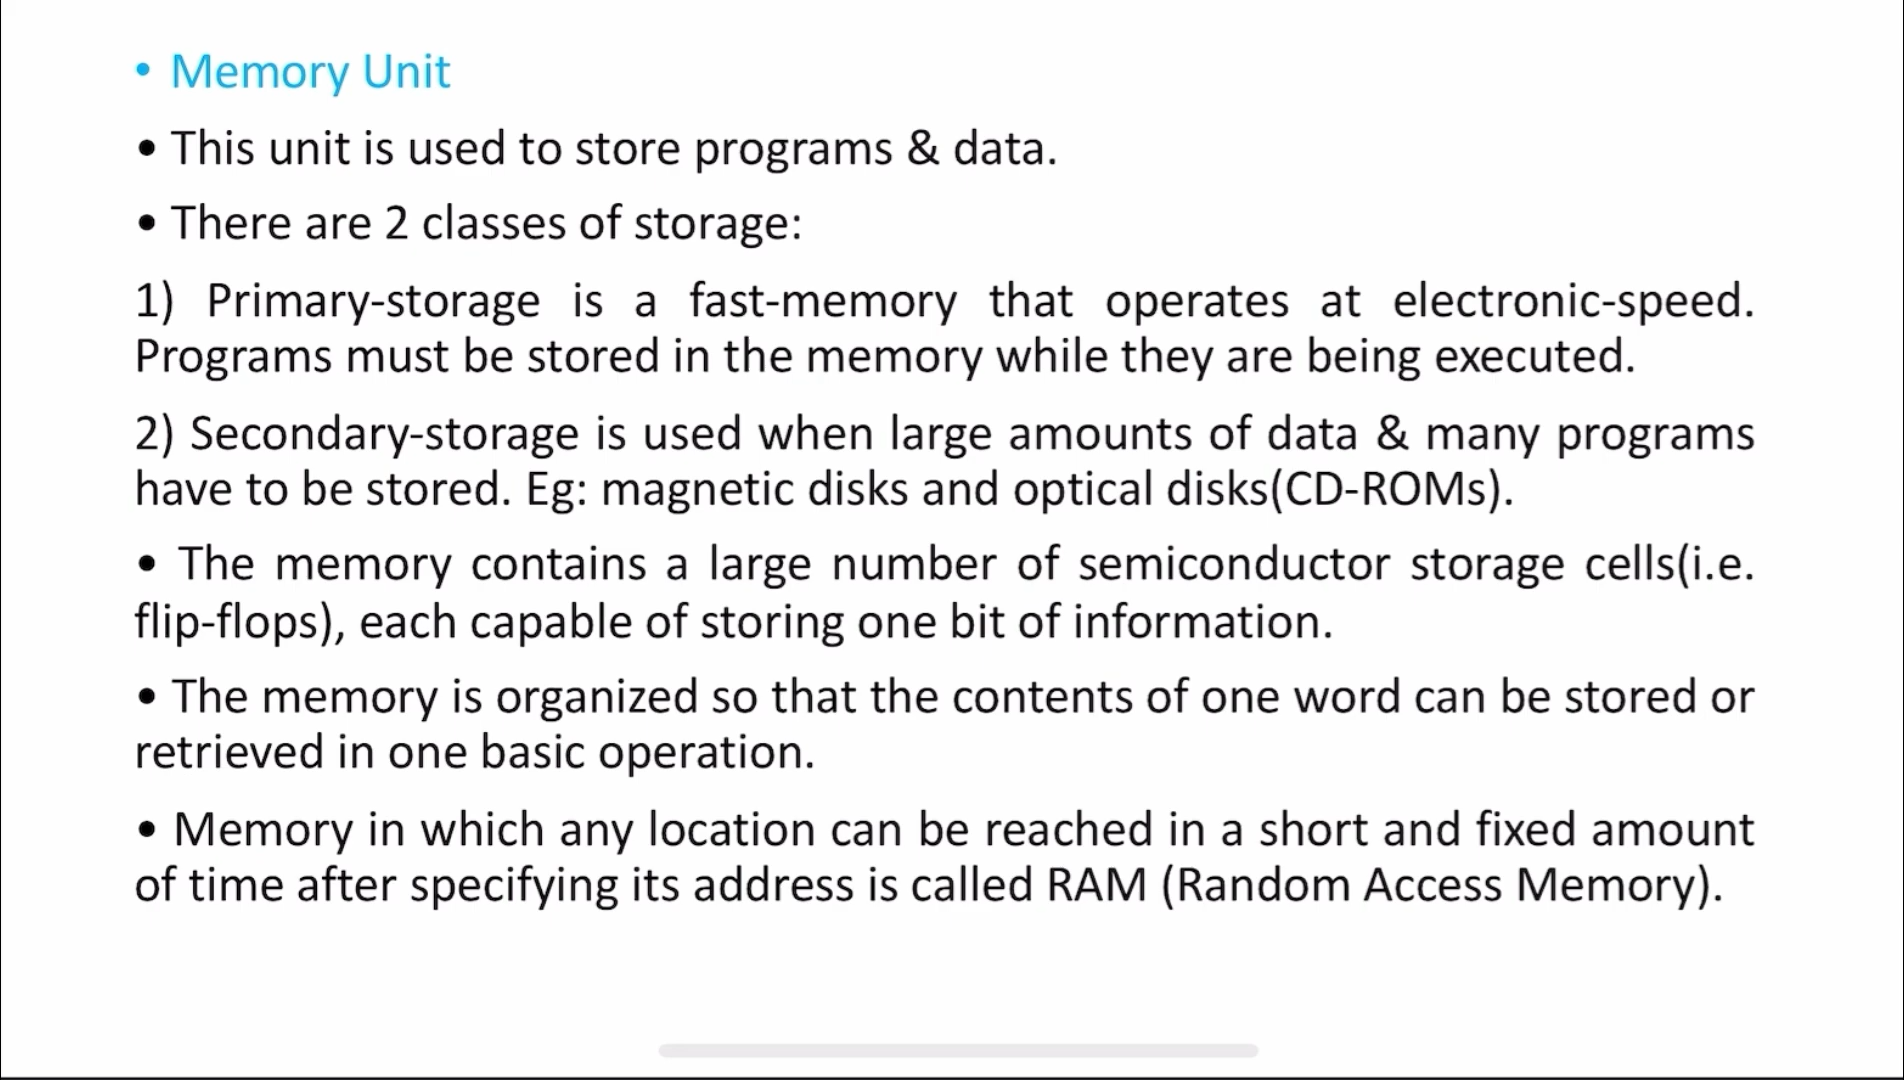 • Memory Unit
• This unit is used to store programs & data.
• There are 2 classes of storage:
1) Primary-storage is a fast-memory that operates at electronic-speed.
Programs must be stored in the memory while they are being executed.
2) Secondary-storage is used when large amounts of data & many programs
have to be stored. Eg: magnetic disks and optical disks(CD-ROMs).
• The memory contains a large number of semiconductor storage cells(i.e.
flip-flops), each capable of storing one bit of information.
• The memory is organized so that the contents of one word can be stored or
retrieved in one basic operation.
• Memory in which any location can be reached in a short and fixed amount
of time after specifying its address is called RAM (Random Access Memory).